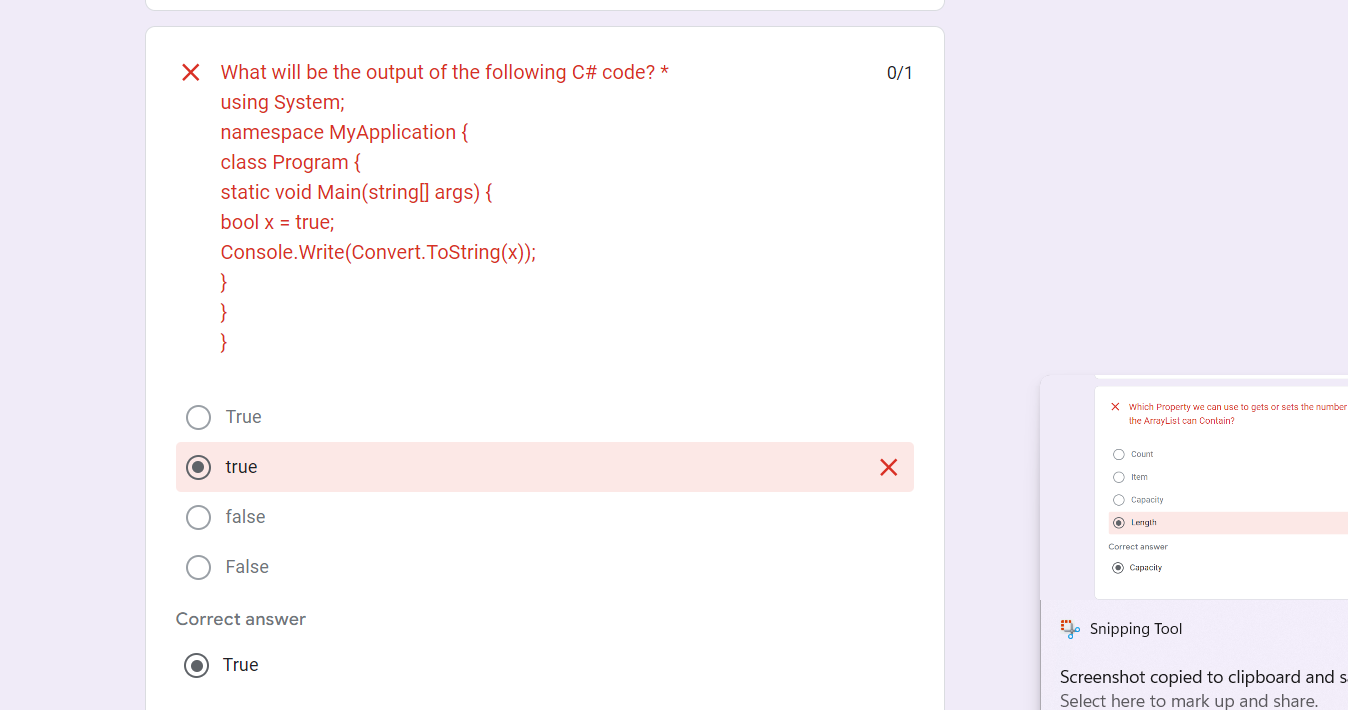 What will be the output of the following C# code? *
0/1
using System;
namespace MyApplication {
class Program {
static void Main(string[] args) {
bool x = true;
Console.Write(Convert.ToString(x));
}
}
}
True
true
false
False
Correct answer
True
Which Property we can use to gets or sets the number
the ArrayList can Contain?
Count
Item
Capacity
Length
Correct answer
Capacity
Snipping Tool
Screenshot copied to clipboard and
Select here to mark up and share.